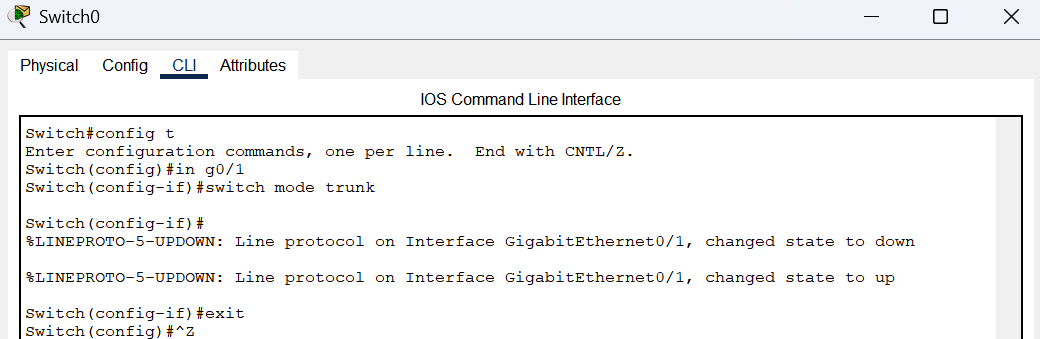 Switch0
Physical Config CLI Attributes
IOS Command Line Interface
Switch#config t
Enter configuration commands, one per line.  End with CNTL/Z.
Switch(config)#in g0/1
Switch(config-if)#switch mode trunk
Switch(config-if)#
%LINEPROTO-5-UPDOWN: Line protocol on Interface GigabitEthernet0/1, changed state to down
%LINEPROTO-5-UPDOWN: Line protocol on Interface GigabitEthernet0/1, changed state to up
Switch(config-if)#exit
Switch(config)#^Z